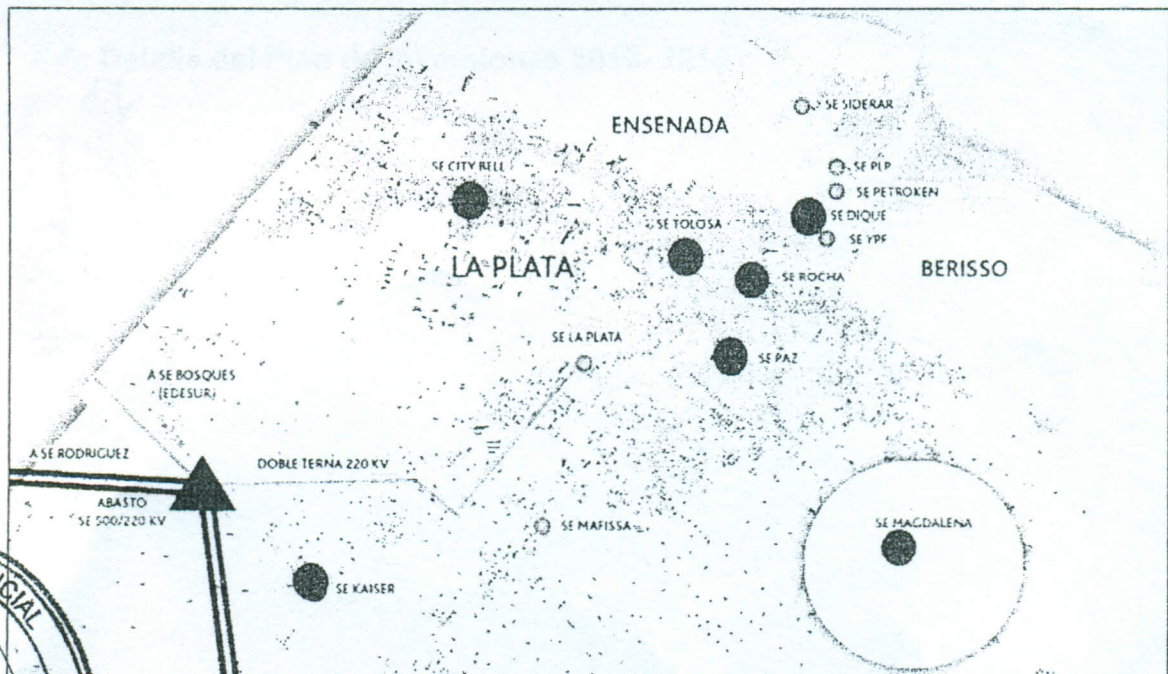 ENSENADA
SE SIDERAR
SE CITY BELL
SE PLP
SE PETROKEN
SE DIQUE
SE TOLOSA
SE YPF
LA PLATA
SE ROCHA
BERISSO
SE LA PLATA
SE PAZ
A SE BOSQUES
(EDESUR)
A SE RODRIGUEZ
DOBLE TERNA 220 KV
ABASTO
SE 500/220 KV
SE MAFISSA
SE MAGDALENA
SE KAISER